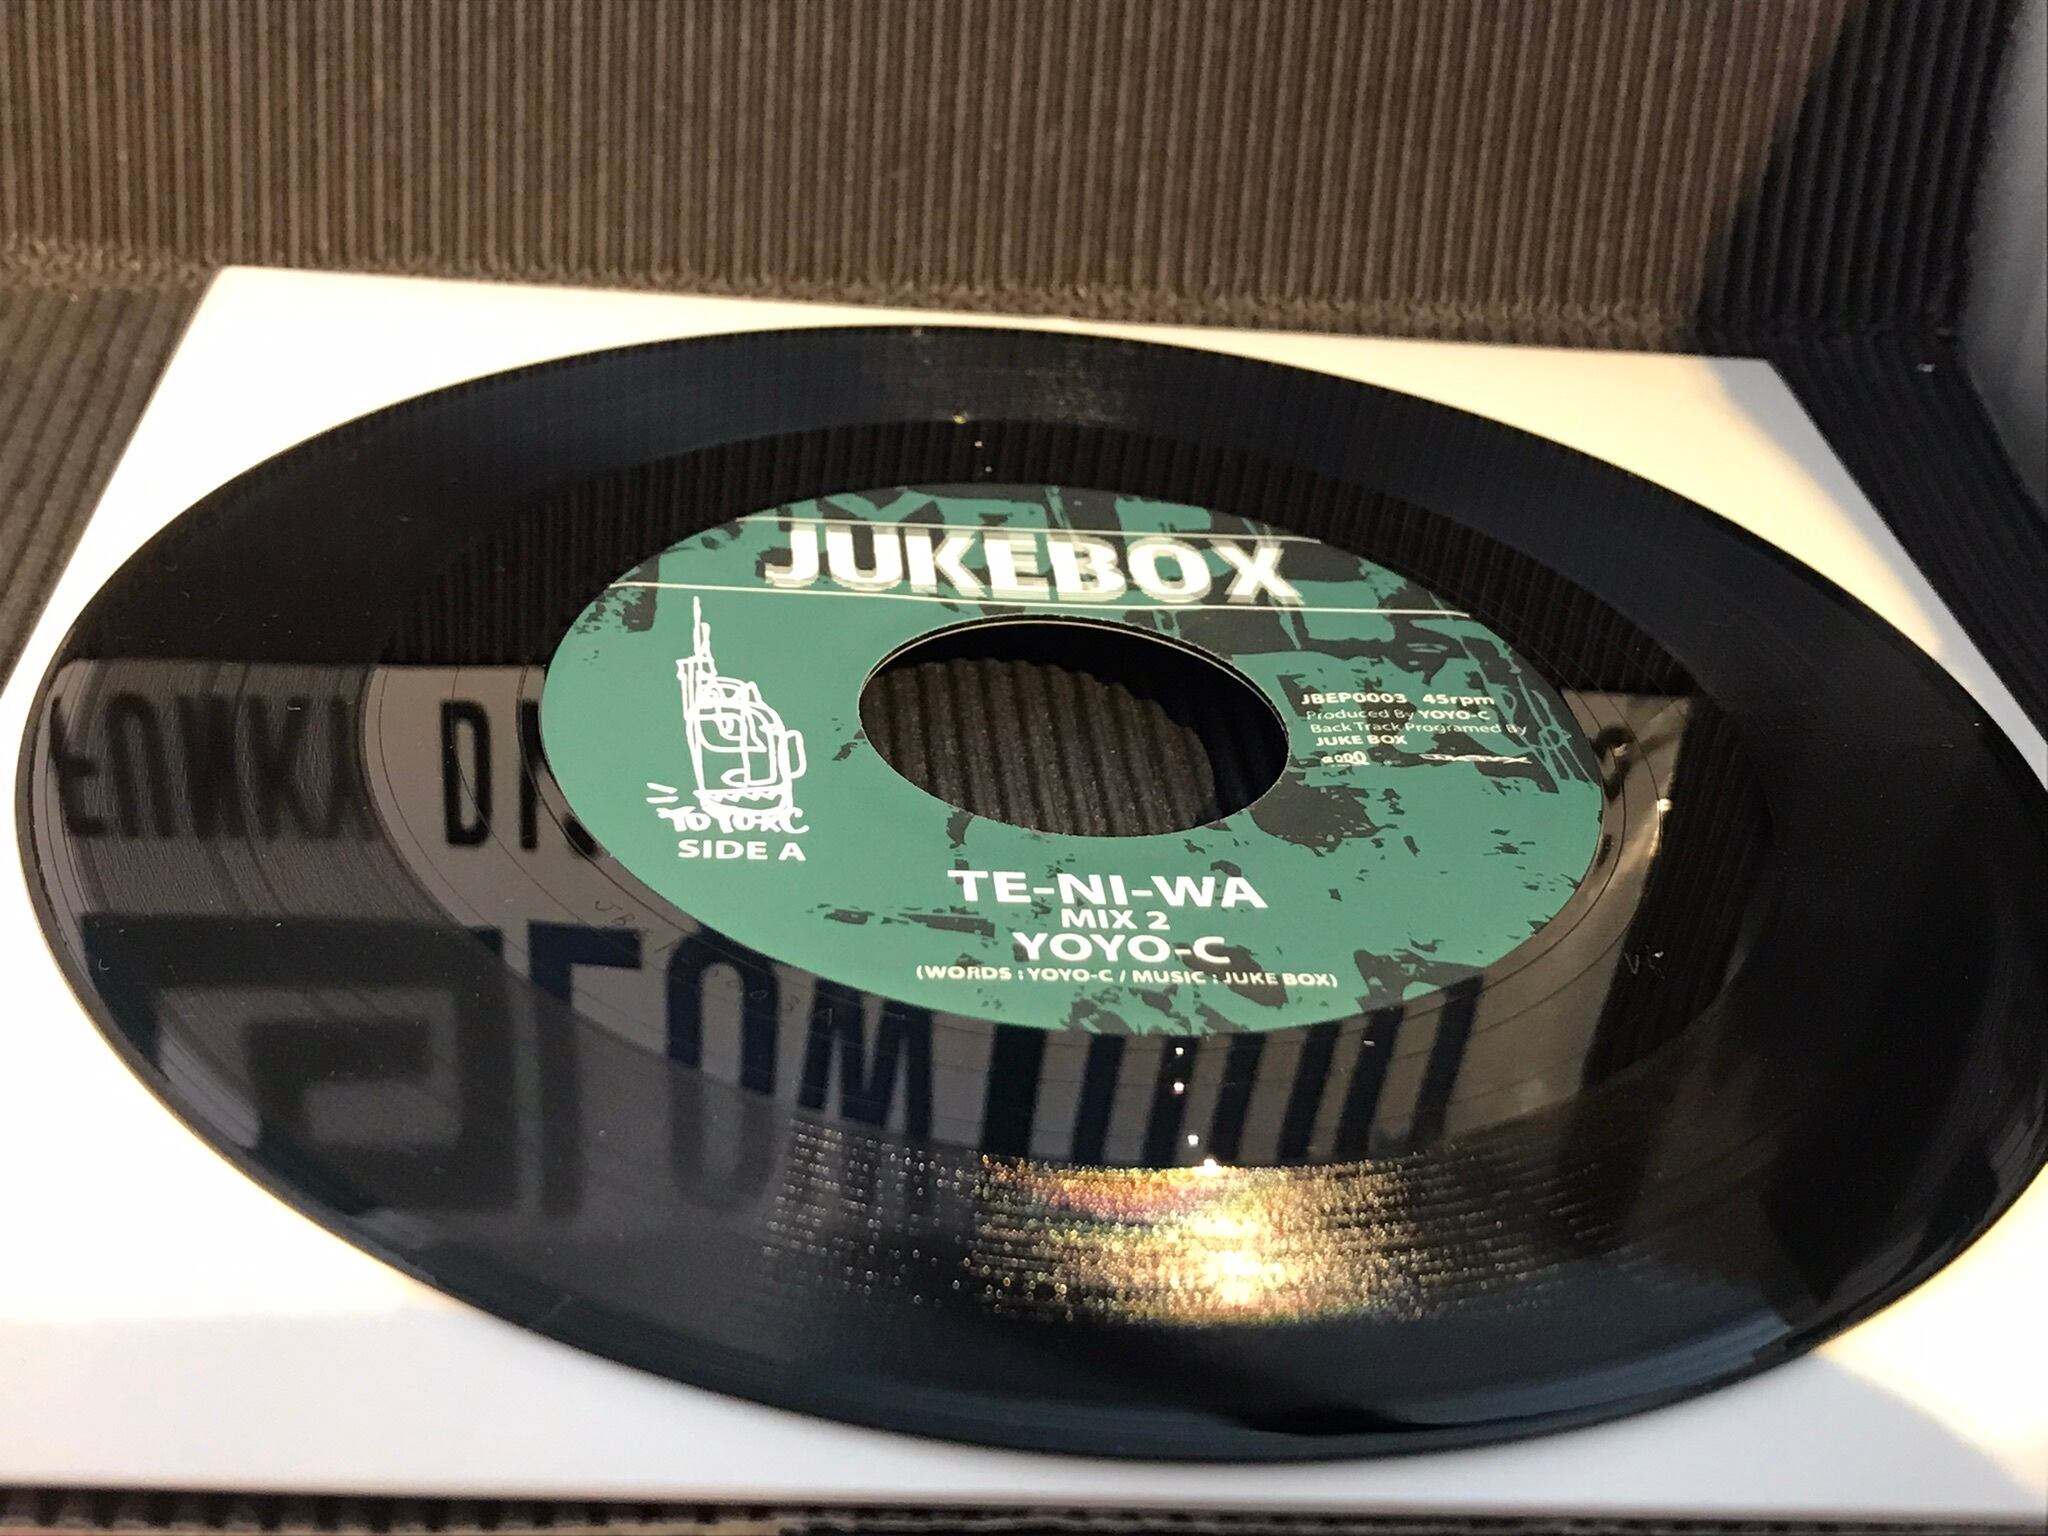 JUKEBOX
JBEP0003 45rpm
Produced By YOYO-C
Back Track Programed By
JUKE BOX
YOYO-C
SIDE A
TE-NI-WA
MIX 2
YOYO-C
(WORDS : YOYO-C / MUSIC : JUKE BOX)